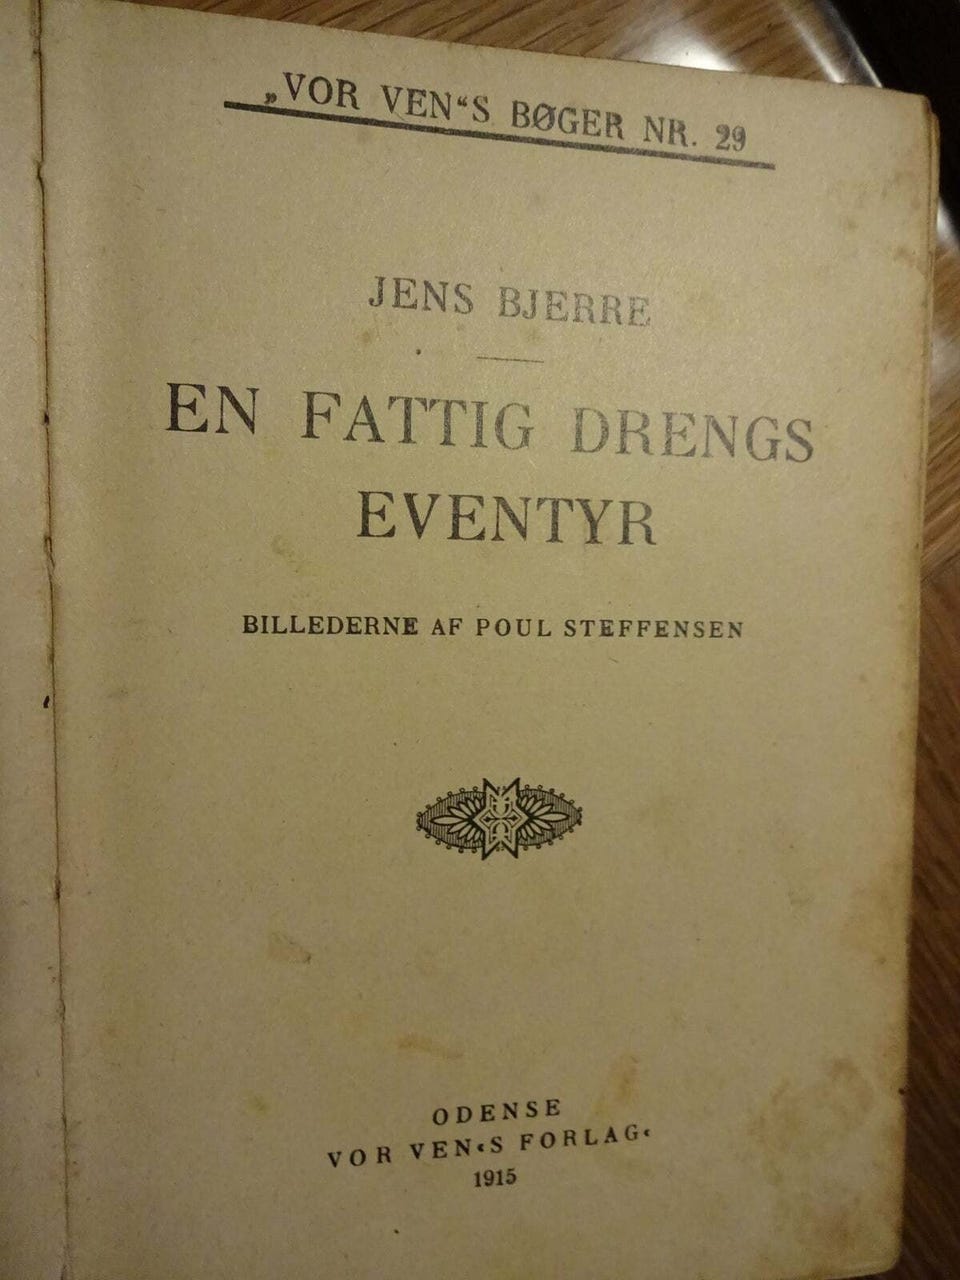 „VOR VEN“S BØGER NR. 29
JENS BJERRE
EN FATTIG DRENGS
EVENTYR
BILLEDERNE AF POUL STEFFENSEN
ODENSE
VOR VEN‹S FORLAG‹
1915